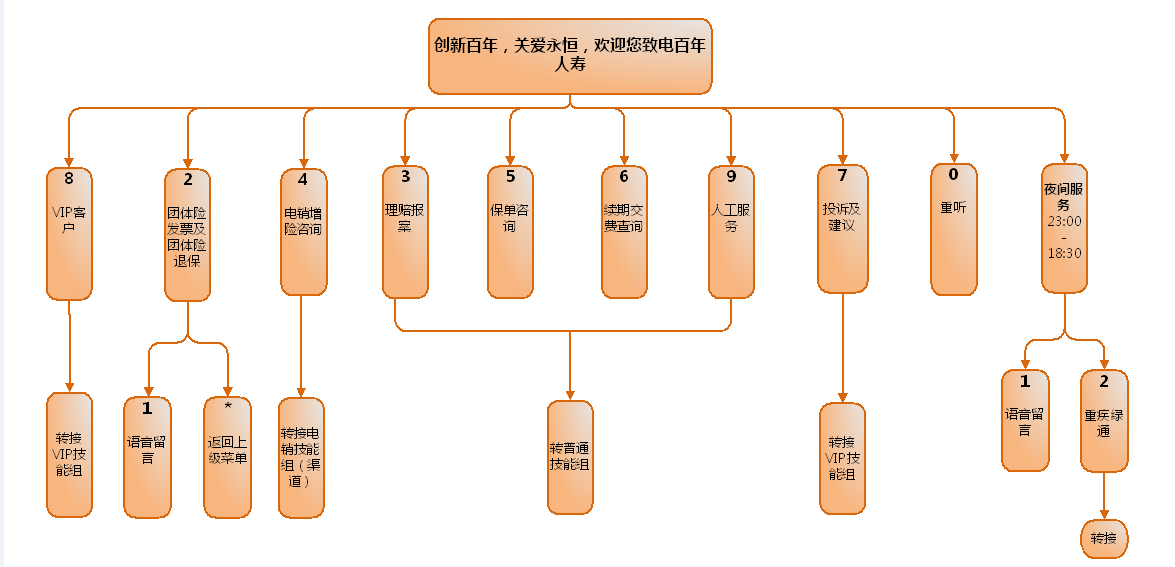 创新百年，关爱永恒，欢迎您致电百年
人寿
8
VIP客
户
2
团体险
发票及
团体险
退保
4
电销增
险咨询
3
理赔报
案
5
保单咨
询
6
续期交
费查询
9
人工服
务
7
投诉及
建议
0
重听
夜间服
务
23:00
-
18:30
转接
VIP技
能组
1
语音留
言
*
返回上
级菜单
转接电
销技能
组（渠
道）
转普通
技能组
转接
VIP技
能组
1
语音留
言
2
重疾绿
通
转接